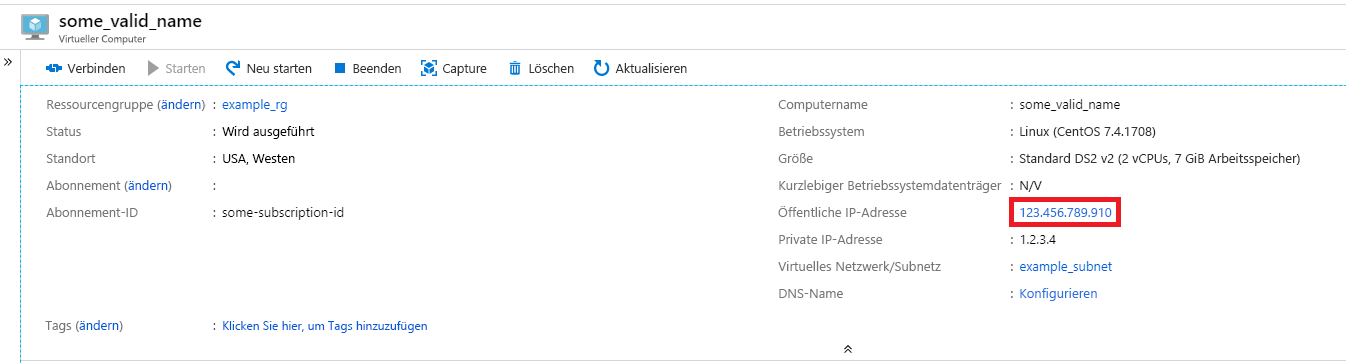 some_valid_name
Virtueller Computer
»
Verbinden Starten Neu starten Beenden Capture Löschen Aktualisieren
Ressourcengruppe (ändern) : example_rg
Status : Wird ausgeführt
Standort : USA, Westen
Abonnement (ändern) :
Abonnement-ID : some-subscription-id
Computername : some_valid_name
Betriebssystem : Linux (CentOS 7.4.1708)
Größe : Standard DS2 v2 (2 vCPUs, 7 GiB Arbeitsspeicher)
Kurzlebiger Betriebssystemdatenträger : N/V
Öffentliche IP-Adresse : 123.456.789.910
Private IP-Adresse : 1.2.3.4
Virtuelles Netzwerk/Subnetz : example_subnet
DNS-Name : Konfigurieren
Tags (ändern) : Klicken Sie hier, um Tags hinzuzufügen